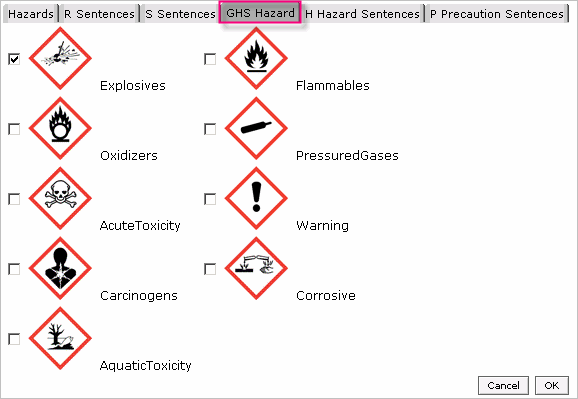 Hazards R Sentences S Sentences GHS Hazard H Hazard Sentences P Precaution Sentences
Explosives Flammables
Oxidizers PressuredGases
AcuteToxicity Warning
Carcinogens Corrosive
AquaticToxicity
Cancel OK